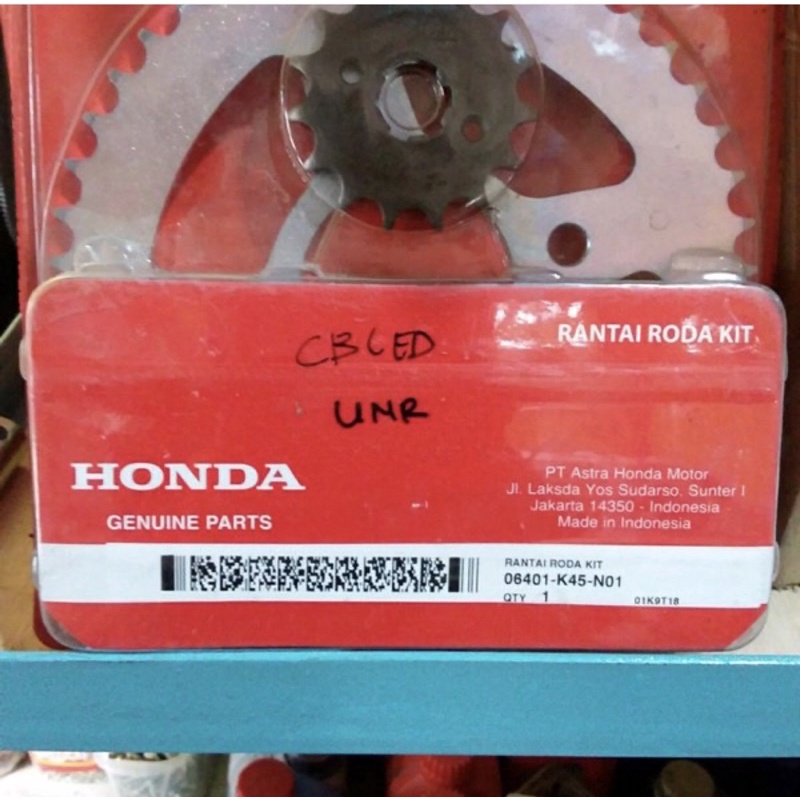 RANTAI RODA KIT
CBCED
UNR
HONDA
GENUINE PARTS
PT Astra Honda Motor
Jl. Laksda Yos Sudarso. Sunter I
Jakarta 14350 - Indonesia
Made in Indonesia
RANTAI RODA KIT
06401-K45-N01
QTY 1
01K9T18